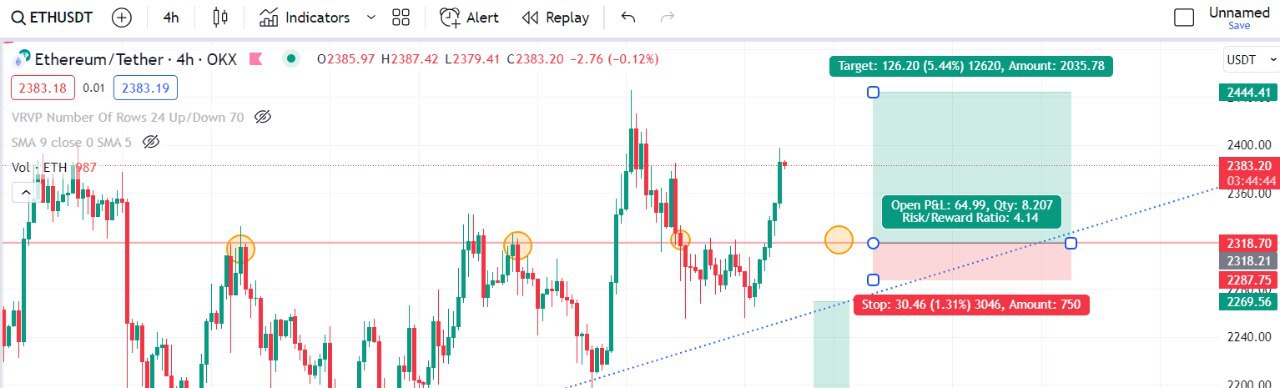 ETHUSDT 4h Indicators Alert Replay Unnamed
Save
Ethereum/Tether · 4h · OKX O2385.97 H2387.42 L2379.41 C2383.20 −2.76 (−0.12%)
USDT
Target: 126.20 (5.44%) 12620, Amount: 2035.78
2383.18 0.01 2383.19
2444.41
VRVP Number Of Rows 24 Up/Down 70
SMA 9 close 0 SMA 5
2400.00
Vol · ETH 987
2383.20
03:44:44
2360.00
Open P&L: 64.99, Qty: 8.207
Risk/Reward Ratio: 4.14
2318.70
2318.21
2287.75
2269.56
Stop: 30.46 (1.31%) 3046, Amount: 750
2240.00
2200.00